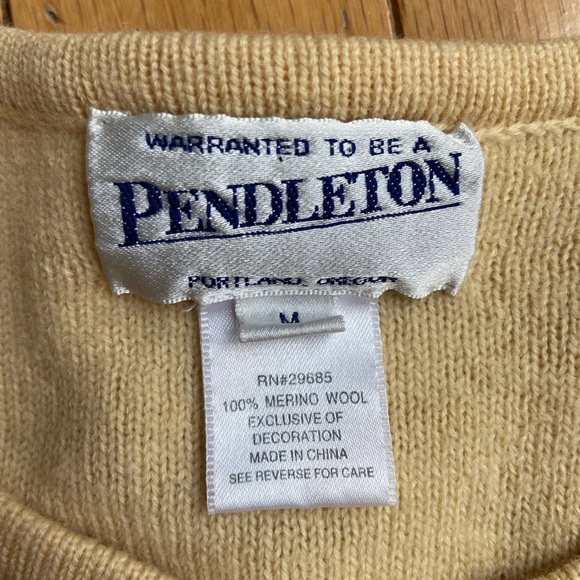 WARRANTED TO BE A
PENDLETON
PORTLAND, OREGON
M
RN#29685
100% MERINO WOOL
EXCLUSIVE OF
DECORATION
MADE IN CHINA
SEE REVERSE FOR CARE